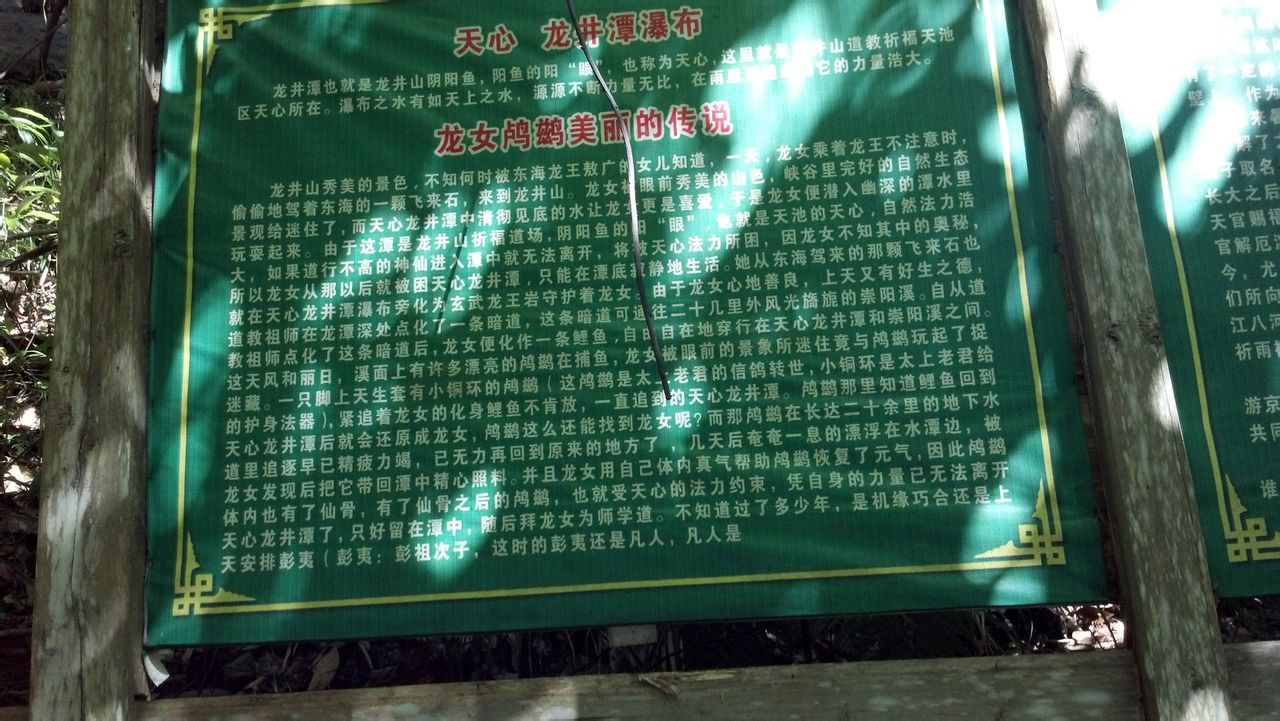 天心 龙井潭瀑布
龙井潭也就是龙井山阴阳鱼，阴鱼的阳“眼”，也称为天心，这里就是龙井山道教祈福天池
区天心所在。瀑布之水有如天上之水，源源不断力量无比，在雨 它的力量浩大。
龙女鸬鹚美丽的传说
龙井山秀美的景色，不知何时被东海龙王敖广的女儿知道，一天，龙女乘着龙王不注意时，
偷偷地驾着东海的一颗飞来石，来到龙井山。龙女被眼前秀美的山色，峡谷里完好的自然生态
景观给迷住了，而天心龙井潭中清彻见底的水让龙女更是喜爱，于是龙女便潜入幽深的潭水里
玩耍起来。由于这潭是龙井山祈福道场，阴阳鱼的 “眼”，也就是天池的天心，自然法力浩
大，如果道行不高的神仙进入潭中就无法离开，将被天心法力所困，因龙女不知其中的奥秘，
所以龙女从那以后就被困天心龙井潭，只能在潭底 静地生活。她从东海驾来的那颗飞来石也
就在天心龙井潭瀑布旁化为玄武龙王岩守护着龙女。由于龙女心地善良，上天又有好生之德，
道教祖师在龙潭深处点化了一条暗道，这条暗道可通往二十几里外风光旖旎的崇阳溪。自从道
教祖师点化了这条暗道后，龙女便化作一条鲤鱼，自由自在地穿行在天心龙井潭和崇阳溪之间。
这天风和丽日，溪面上有许多漂亮的鸬鹚在捕鱼，龙女被眼前的景象所迷住竟与鸬鹚玩起了捉
迷藏。一只脚上天生套有小铜环的鸬鹚（这鸬鹚是太上老君的信鸽转世，小铜环是太上老君给
的护身法器），紧追着龙女的化身鲤鱼不肯放，一直追到的天心龙井潭。鸬鹚那里知道鲤鱼回到
天心龙井潭后就会还原成龙女，鸬鹚这么还能找到龙女呢？而那鸬鹚在长达二十余里的地下水
道里追逐早已精疲力竭，已无力再回到原来的地方了，几天后奄奄一息的漂浮在水潭边，被
龙女发现后把它带回潭中精心照料。并且龙女用自己体内真气帮助鸬鹚恢复了元气，因此鸬鹚
体内也有了仙骨，有了仙骨之后的鸬鹚，也就受天心的法力约束，凭自身的力量已无法离开
天心龙井潭了，只好留在潭中，随后拜龙女为师学道。不知道过了多少年，是机缘巧合还是上
天安排彭夷（彭夷：彭祖次子，这时的彭夷还是凡人，凡人是
有了一定
壁 作为
来
解了
子取名
长大之后
天官赐福
官解厄
今，尤
们所向
江八
祈雨
游京
共同
谁